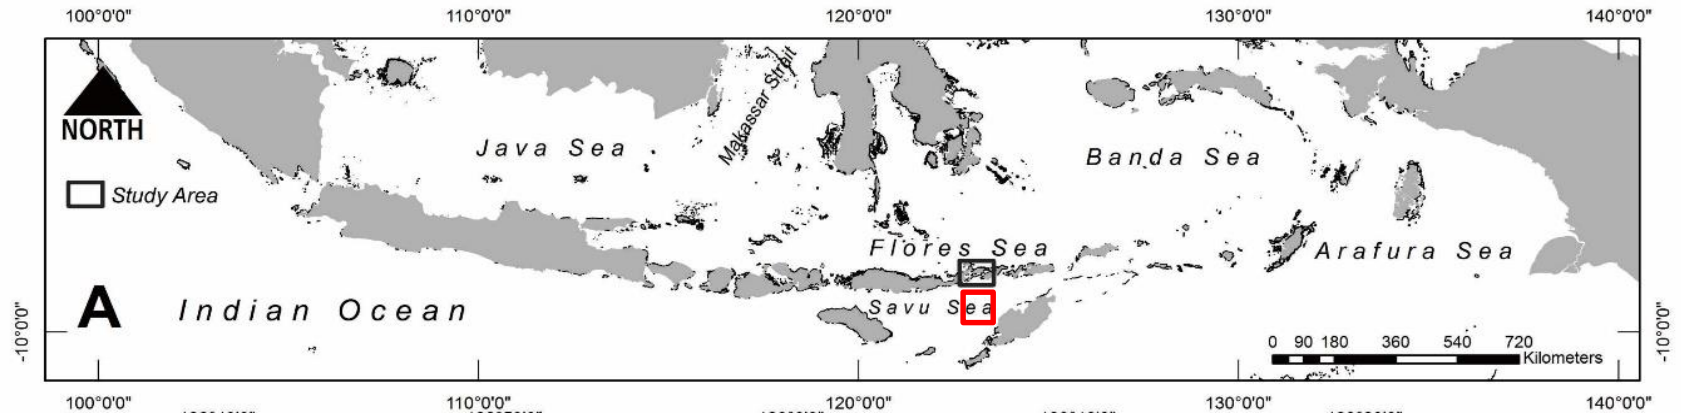 100°0'0" 110°0'0" 120°0'0" 130°0'0" 140°0'0"
NORTH
Makassar Strait
Java Sea
Banda Sea
Study Area
Flores Sea
Arafura Sea
A
Indian Ocean
Savu Sea
-10°0'0"
-10°0'0"
0 90 180 360 540 720
Kilometers
100°0'0" 110°0'0" 120°0'0" 130°0'0" 140°0'0"